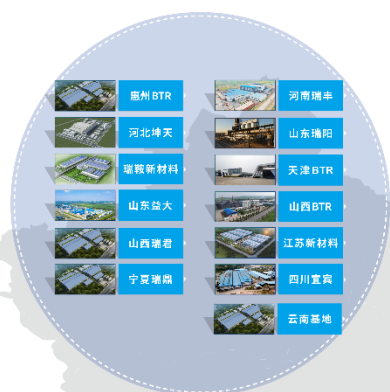 惠州BTR
河北坤天
瑞鞍新材料
山东益大
山西瑞君
宁夏瑞鼎
河南瑞丰
山东瑞阳
天津BTR
山西BTR
江苏新材料
四川宜宾
云南基地